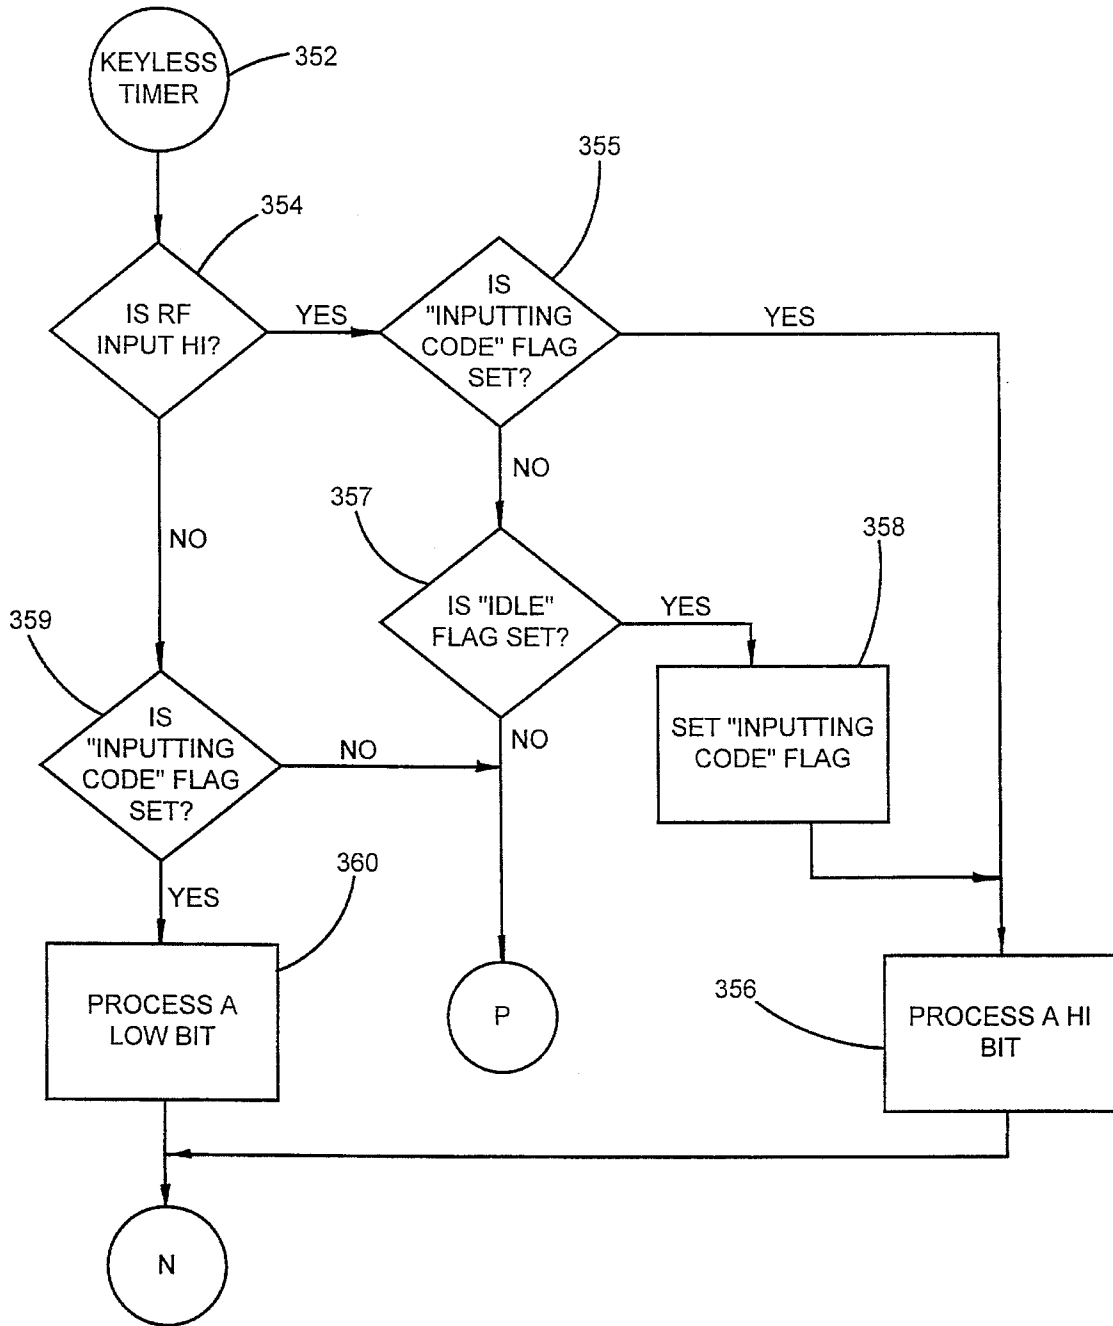 KEYLESS
TIMER
352
354
355
IS RF
INPUT HI?
YES
IS
"INPUTTING
CODE" FLAG
SET?
YES
NO
NO
357
358
IS "IDLE"
FLAG SET?
YES
359
SET "INPUTTING
CODE" FLAG
NO
IS
"INPUTTING
CODE" FLAG
SET?
NO
YES
360
PROCESS A
LOW BIT
P
356
PROCESS A HI
BIT
N